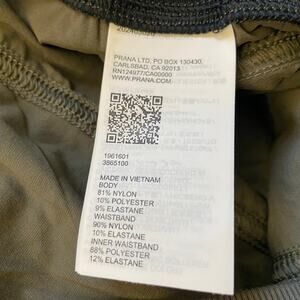 PRANA LTD, PO BOX 130430,
CARLSBAD, CA 92013
RN124977/CA00000
WWW.PRANA.COM
1961601
3865100
MADE IN VIETNAM
BODY
81% NYLON
10% POLYESTER
9% ELASTANE
WAISTBAND
90% NYLON
10% ELASTANE
INNER WAISTBAND
88% POLYESTER
12% ELASTANE